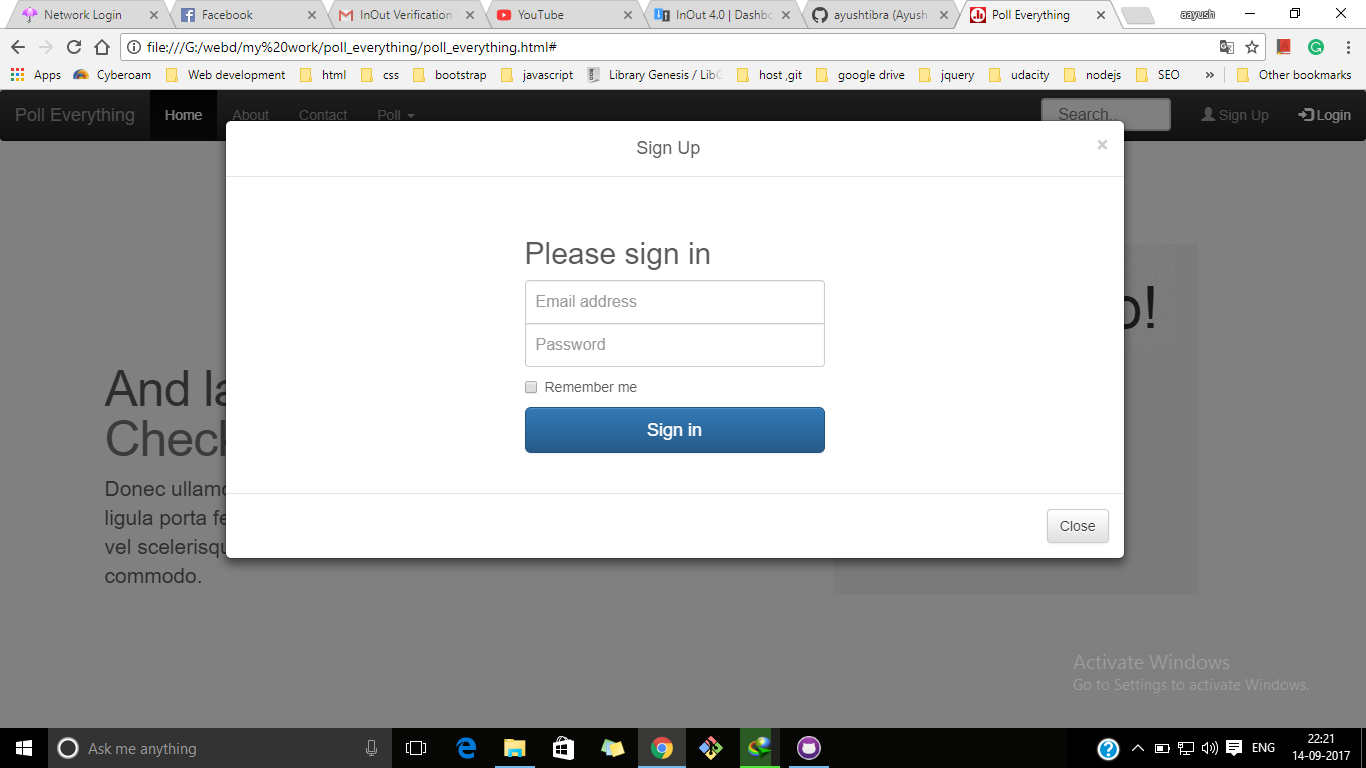 Network Login
Facebook
InOut Verification
YouTube
InOut 4.0 | Dashbo
ayushtibra (Ayush
Poll Everything
aayush
file:///G:/webd/my%20work/poll_everything/poll_everything.html#
Apps
Cyberoam
Web development
html
css
bootstrap
javascript
Library Genesis / LibG
host ,git
google drive
jquery
udacity
nodejs
SEO
»
Other bookmarks
Poll Everything
Home
About
Contact
Poll
Search..
Sign Up
Login
Sign Up
×
Please sign in
Email address
Password
Remember me
Sign in
Close
o!
And la
Check
Donec ullamc
ligula porta fe
vel scelerisqu
commodo.
Activate Windows
Go to Settings to activate Windows.
Ask me anything
ENG
22:21
14-09-2017